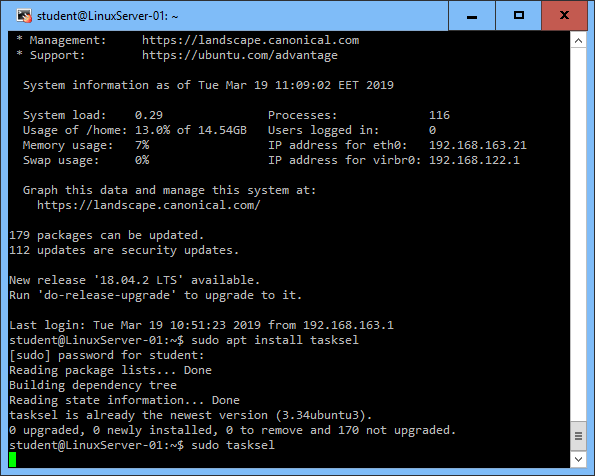 student@LinuxServer-01: ~
* Management:     https://landscape.canonical.com
* Support:        https://ubuntu.com/advantage
System information as of Tue Mar 19 11:09:02 EET 2019
System load:    0.29               Processes:             116
Usage of /home: 13.0% of 14.54GB   Users logged in:       0
Memory usage:   7%                 IP address for eth0:   192.168.163.21
Swap usage:     0%                 IP address for virbr0: 192.168.122.1
Graph this data and manage this system at:
https://landscape.canonical.com/
179 packages can be updated.
112 updates are security updates.
New release '18.04.2 LTS' available.
Run 'do-release-upgrade' to upgrade to it.
Last login: Tue Mar 19 10:51:23 2019 from 192.168.163.1
student@LinuxServer-01:~$ sudo apt install tasksel
[sudo] password for student:
Reading package lists... Done
Building dependency tree
Reading state information... Done
tasksel is already the newest version (3.34ubuntu3).
0 upgraded, 0 newly installed, 0 to remove and 170 not upgraded.
student@LinuxServer-01:~$ sudo tasksel